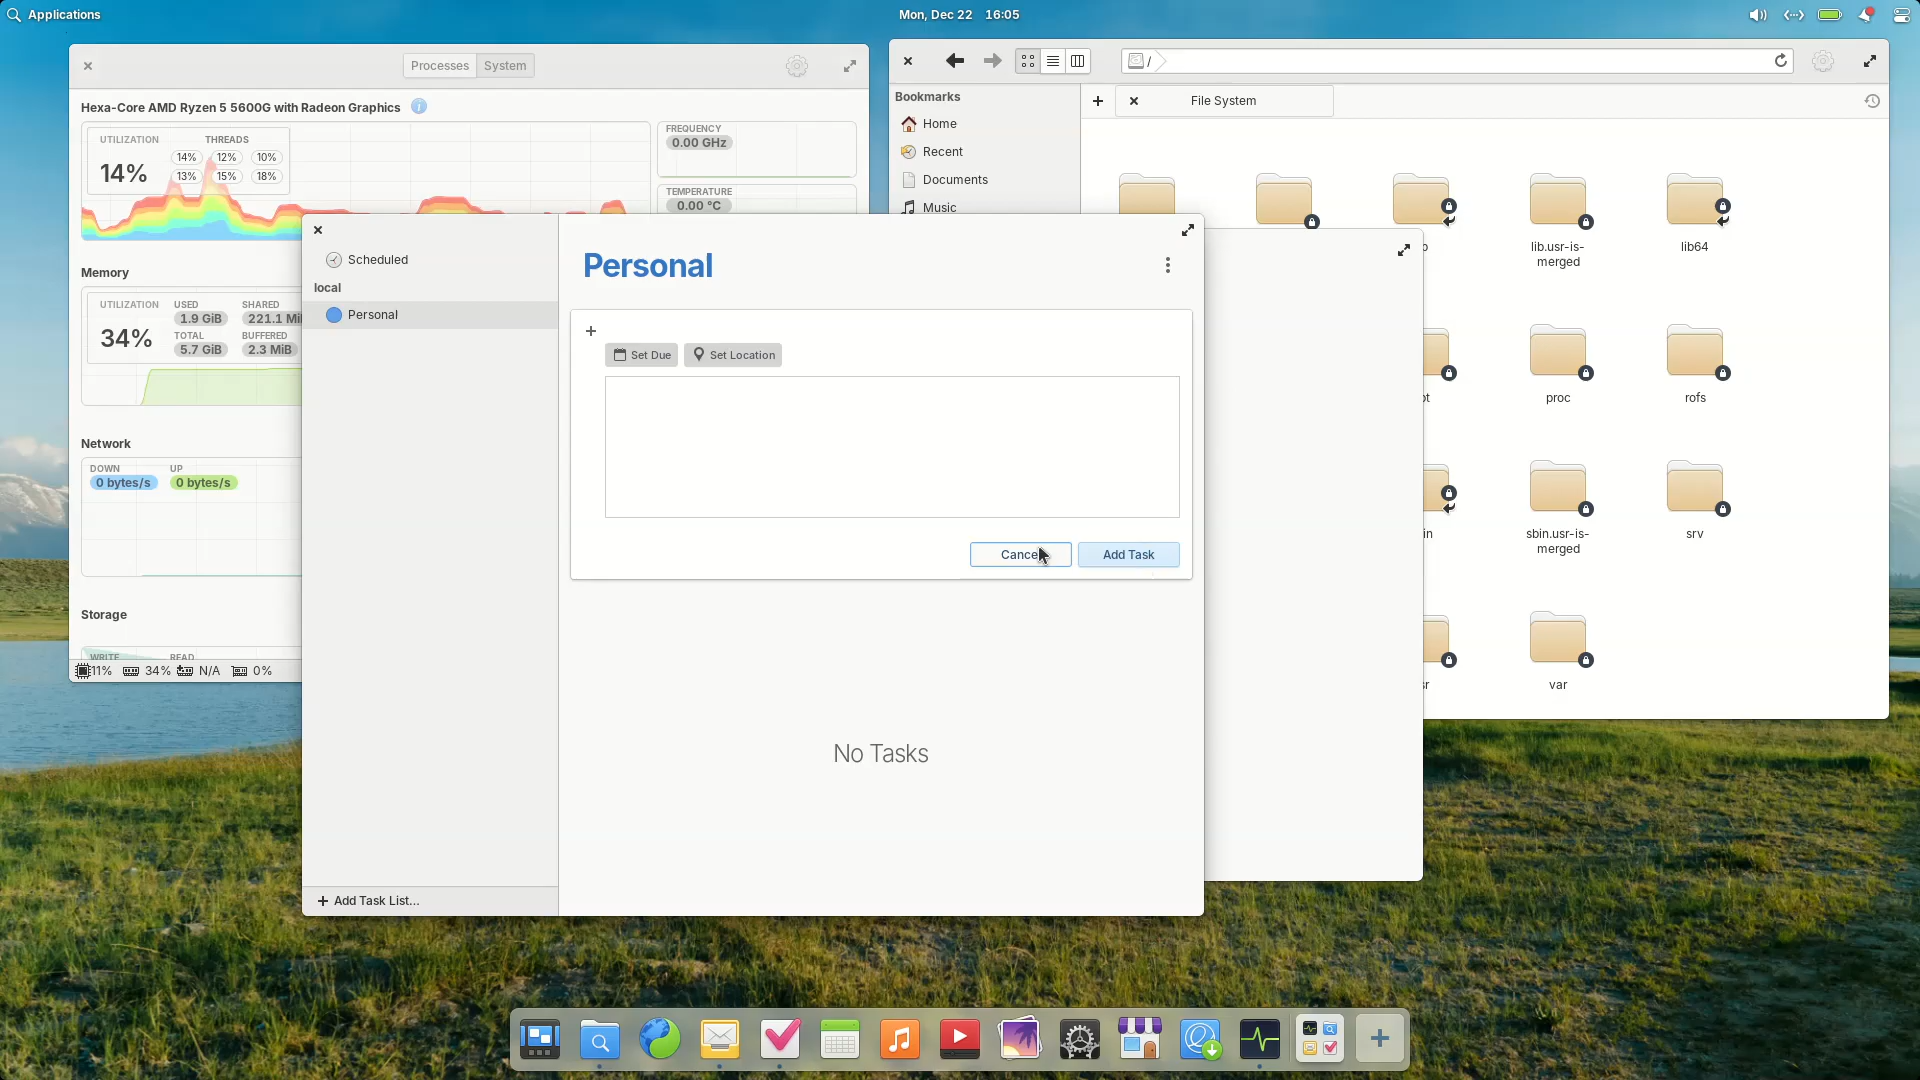 Applications
Mon, Dec 22 16:05
Processes
System
Hexa-Core AMD Ryzen 5 5600G with Radeon Graphics
UTILIZATION
THREADS
14%
14% 12% 10%
13% 15% 18%
FREQUENCY
0.00 GHz
TEMPERATURE
0.00 °C
Memory
UTILIZATION
34%
USED
1.9 GiB
SHARED
221.1 Mi
TOTAL
5.7 GiB
BUFFERED
2.3 MiB
Network
DOWN
0 bytes/s
UP
0 bytes/s
Storage
WRITE
READ
11% 34% N/A 0%
/
Bookmarks
Home
Recent
Documents
Music
File System
lib.usr-is-
merged
lib64
proc
rofs
sbin.usr-is-
merged
srv
var
Scheduled
local
Personal
Add Task List...
Personal
Set Due
Set Location
Cancel
Add Task
No Tasks